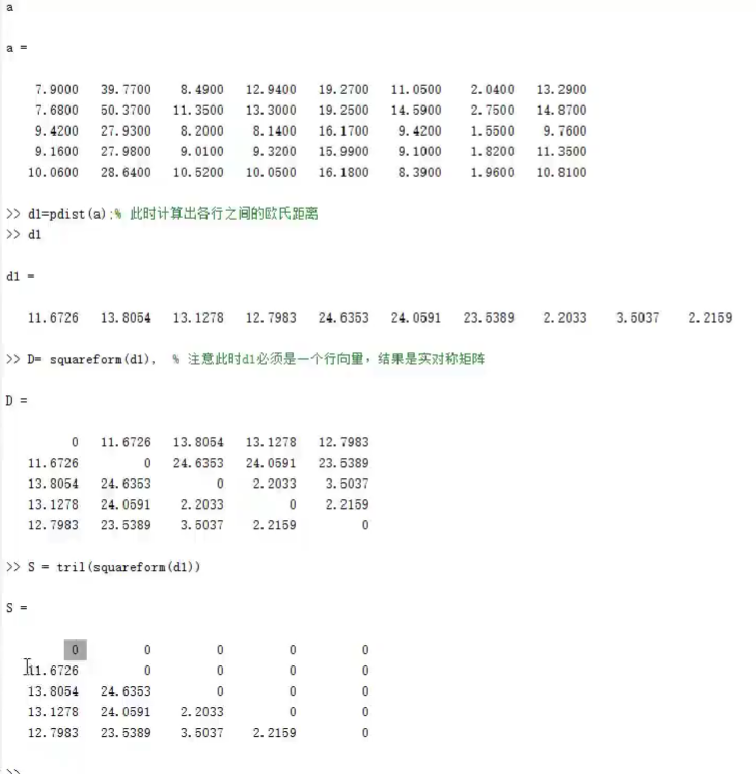 a
a =
7.9000 39.7700 8.4900 12.9400 19.2700 11.0500 2.0400 13.2900
7.6800 50.3700 11.3500 13.3000 19.2500 14.5900 2.7500 14.8700
9.4200 27.9300 8.2000 8.1400 16.1700 9.4200 1.5500 9.7600
9.1600 27.9800 9.0100 9.3200 15.9900 9.1000 1.8200 11.3500
10.0600 28.6400 10.5200 10.0500 16.1800 8.3900 1.9600 10.8100
>> d1=pdist(a);% 此时计算出各行之间的欧氏距离
>> d1
d1 =
11.6726 13.8054 13.1278 12.7983 24.6353 24.0591 23.5389 2.2033 3.5037 2.2159
>> D= squareform(d1), % 注意此时d1必须是一个行向量，结果是实对称矩阵
D =
0 11.6726 13.8054 13.1278 12.7983
11.6726 0 24.6353 24.0591 23.5389
13.8054 24.6353 0 2.2033 3.5037
13.1278 24.0591 2.2033 0 2.2159
12.7983 23.5389 3.5037 2.2159 0
>> S = tril(squareform(d1))
S =
0 0 0 0 0
11.6726 0 0 0 0
13.8054 24.6353 0 0 0
13.1278 24.0591 2.2033 0 0
12.7983 23.5389 3.5037 2.2159 0
>>